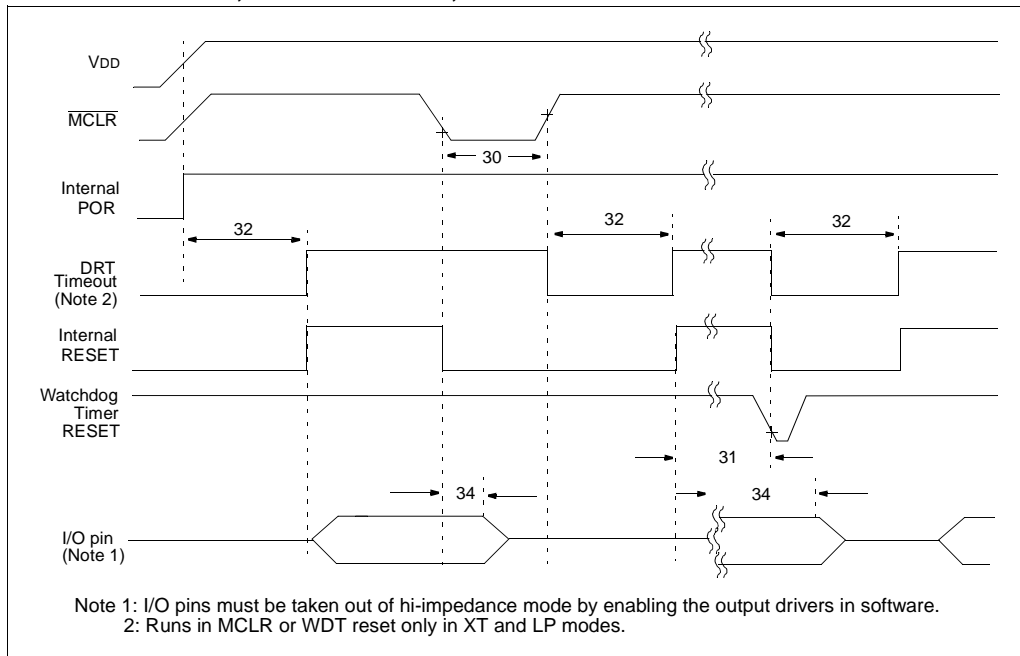 VDD
MCLR
30
Internal
POR
32
32
32
DRT
Timeout
(Note 2)
Internal
RESET
Watchdog
Timer
RESET
31
34
34
I/O pin
(Note 1)
Note 1: I/O pins must be taken out of hi-impedance mode by enabling the output drivers in software.
2: Runs in MCLR or WDT reset only in XT and LP modes.